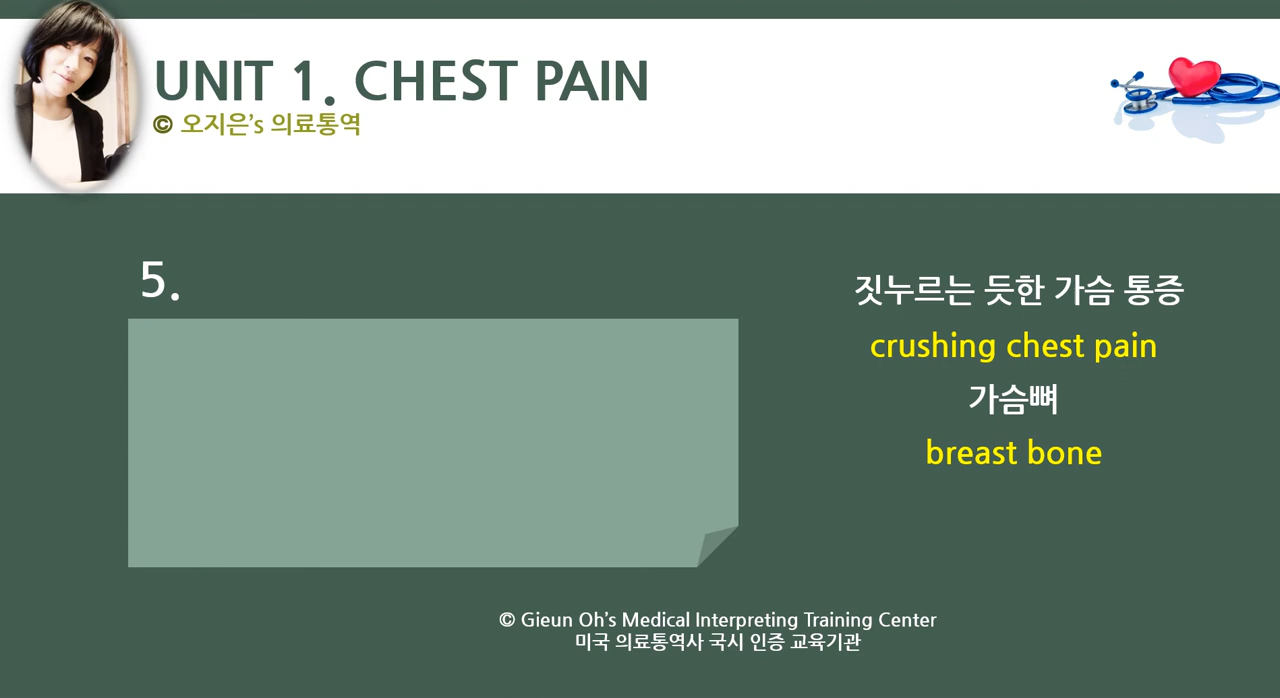 UNIT 1. CHEST PAIN
© 오지은's 의료통역
5.
짓누르는 듯한 가슴 통증
crushing chest pain
가슴뼈
breast bone
© Gieun Oh's Medical Interpreting Training Center
미국 의료통역사 국시 인증 교육기관